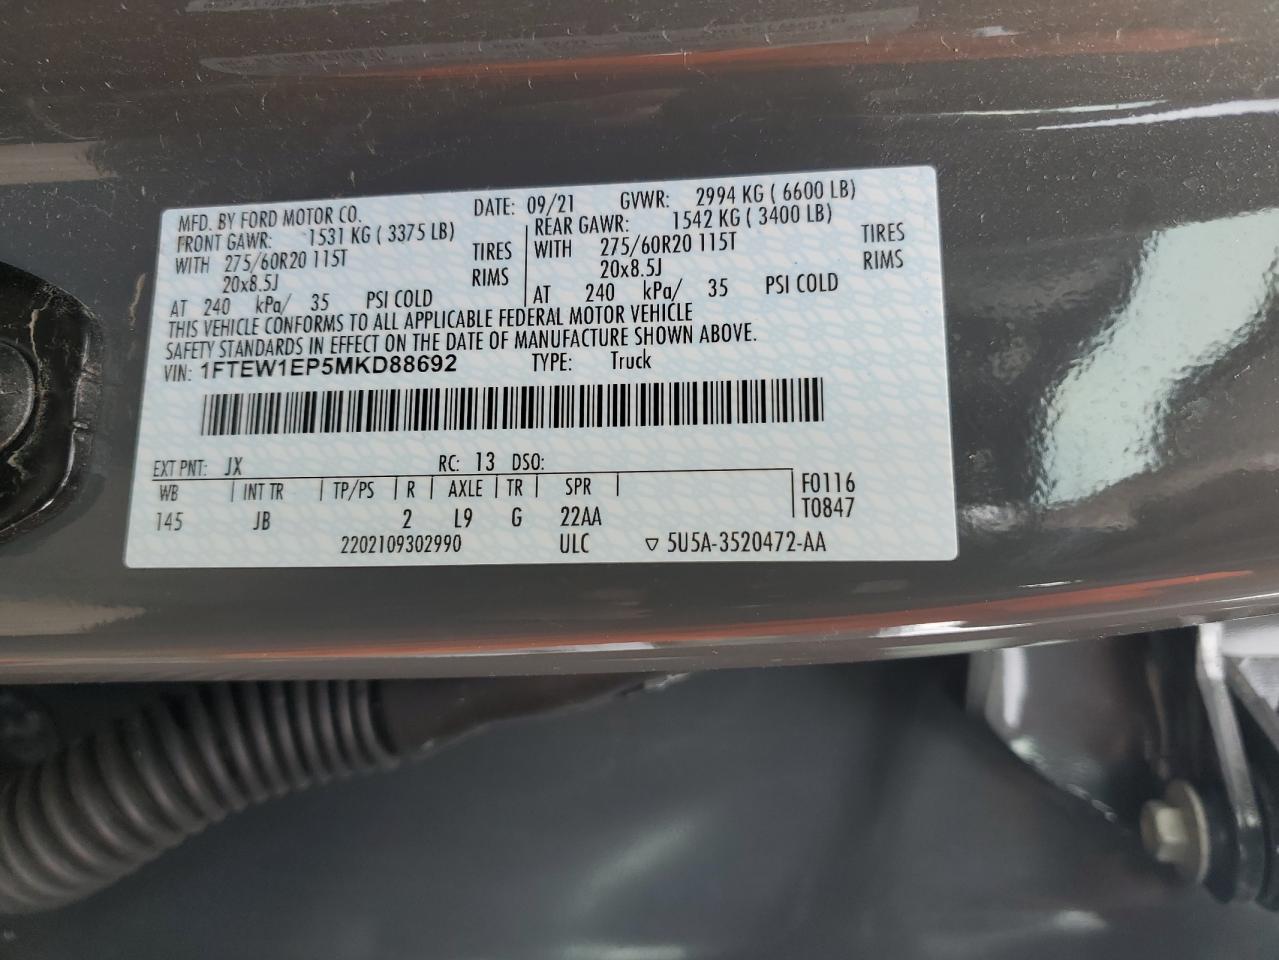 MFD. BY FORD MOTOR CO. DATE: 09/21 GVWR: 2994 KG ( 6600 LB)
FRONT GAWR: 1531 KG ( 3375 LB) REAR GAWR: 1542 KG ( 3400 LB)
WITH 275/60R20 115T TIRES WITH 275/60R20 115T TIRES
20x8.5J RIMS 20x8.5J RIMS
AT 240 kPa/ 35 PSI COLD AT 240 kPa/ 35 PSI COLD
THIS VEHICLE CONFORMS TO ALL APPLICABLE FEDERAL MOTOR VEHICLE
SAFETY STANDARDS IN EFFECT ON THE DATE OF MANUFACTURE SHOWN ABOVE.
VIN: 1FTEW1EP5MKD88692 TYPE: Truck
EXT PNT: JX RC: 13 DSO:
WB INT TR TP/PS R AXLE TR SPR F0116
145 JB 2 L9 G 22AA T0847
2202109302990 ULC ▽ 5U5A-3520472-AA